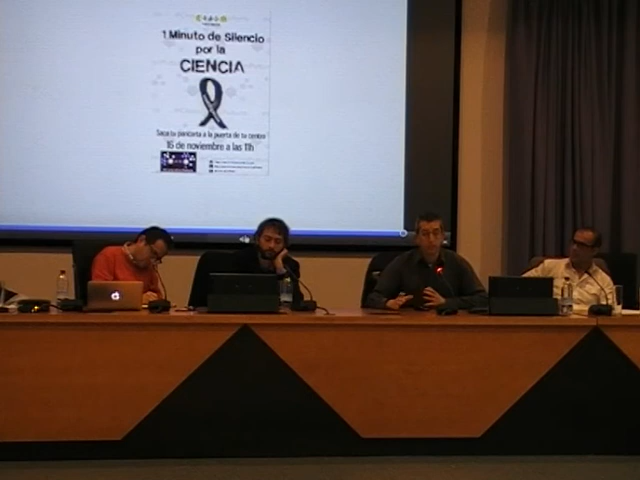 1 Minuto de Silencio
por la
CIENCIA
Saca tu pancarta a la puerta de tu centro
16 de noviembre a las 11h